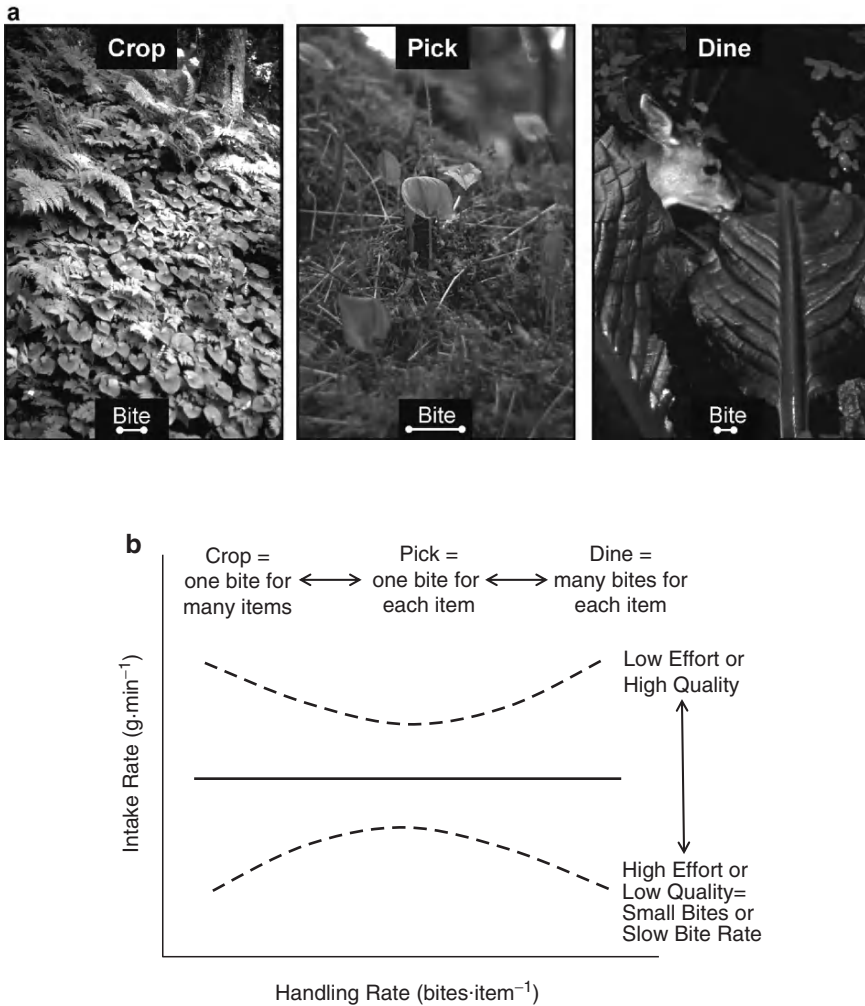 a
Crop
Pick
Dine
Bite
Bite
Bite
b
Crop =
one bite for
many items
Pick =
one bite for
each item
Dine =
many bites for
each item
Intake Rate (g·min⁻¹)
Low Effort or
High Quality
High Effort or
Low Quality=
Small Bites or
Slow Bite Rate
Handling Rate (bites·item⁻¹)